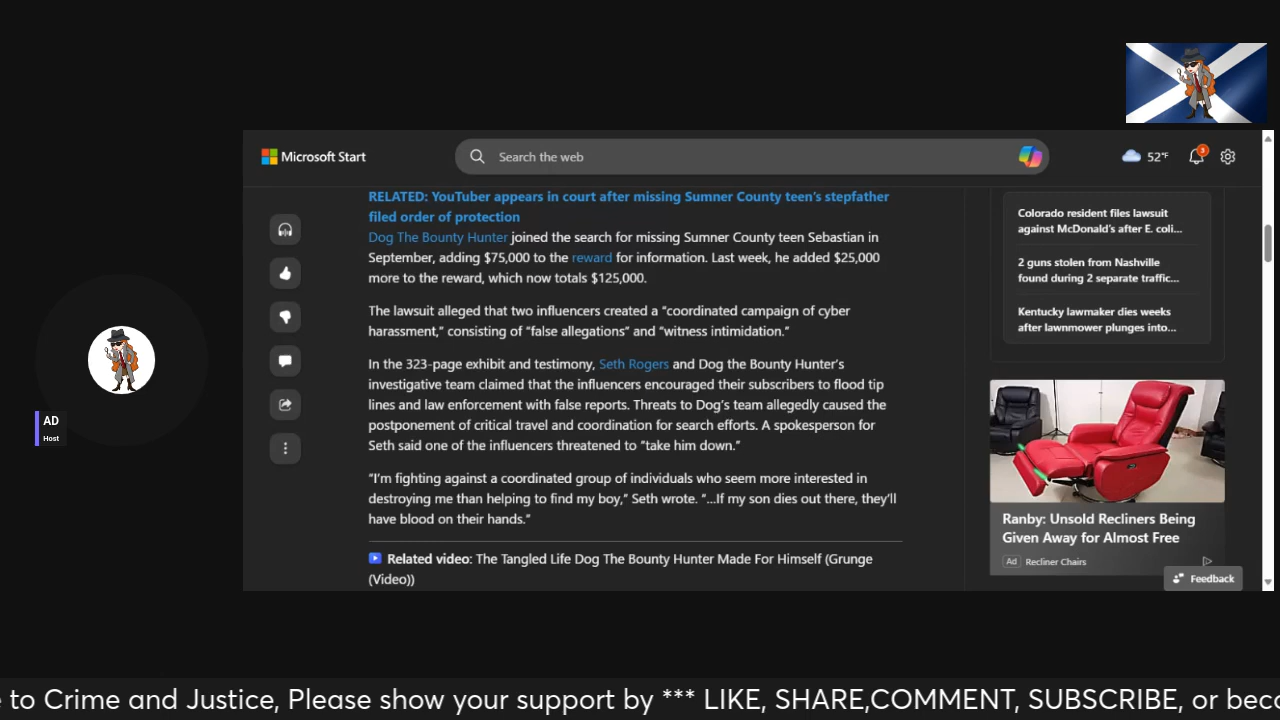 Microsoft Start
Search the web
52°F
3
RELATED: YouTuber appears in court after missing Sumner County teen's stepfather
filed order of protection
Dog The Bounty Hunter joined the search for missing Sumner County teen Sebastian in
September, adding $75,000 to the reward for information. Last week, he added $25,000
more to the reward, which now totals $125,000.
The lawsuit alleged that two influencers created a “coordinated campaign of cyber
harassment,” consisting of “false allegations” and “witness intimidation.”
In the 323-page exhibit and testimony, Seth Rogers and Dog the Bounty Hunter's
investigative team claimed that the influencers encouraged their subscribers to flood tip
lines and law enforcement with false reports. Threats to Dog's team allegedly caused the
postponement of critical travel and coordination for search efforts. A spokesperson for
Seth said one of the influencers threatened to “take him down.”
“I'm fighting against a coordinated group of individuals who seem more interested in
destroying me than helping to find my boy,” Seth wrote. “...If my son dies out there, they'll
have blood on their hands.”
Related video: The Tangled Life Dog The Bounty Hunter Made For Himself (Grunge
(Video))
Colorado resident files lawsuit
against McDonald's after E. coli...
2 guns stolen from Nashville
found during 2 separate traffic...
Kentucky lawmaker dies weeks
after lawnmower plunges into...
Ranby: Unsold Recliners Being
Given Away for Almost Free
Ad Recliner Chairs
Feedback
AD
Host
e to Crime and Justice, Please show your support by *** LIKE, SHARE,COMMENT, SUBSCRIBE, or beco